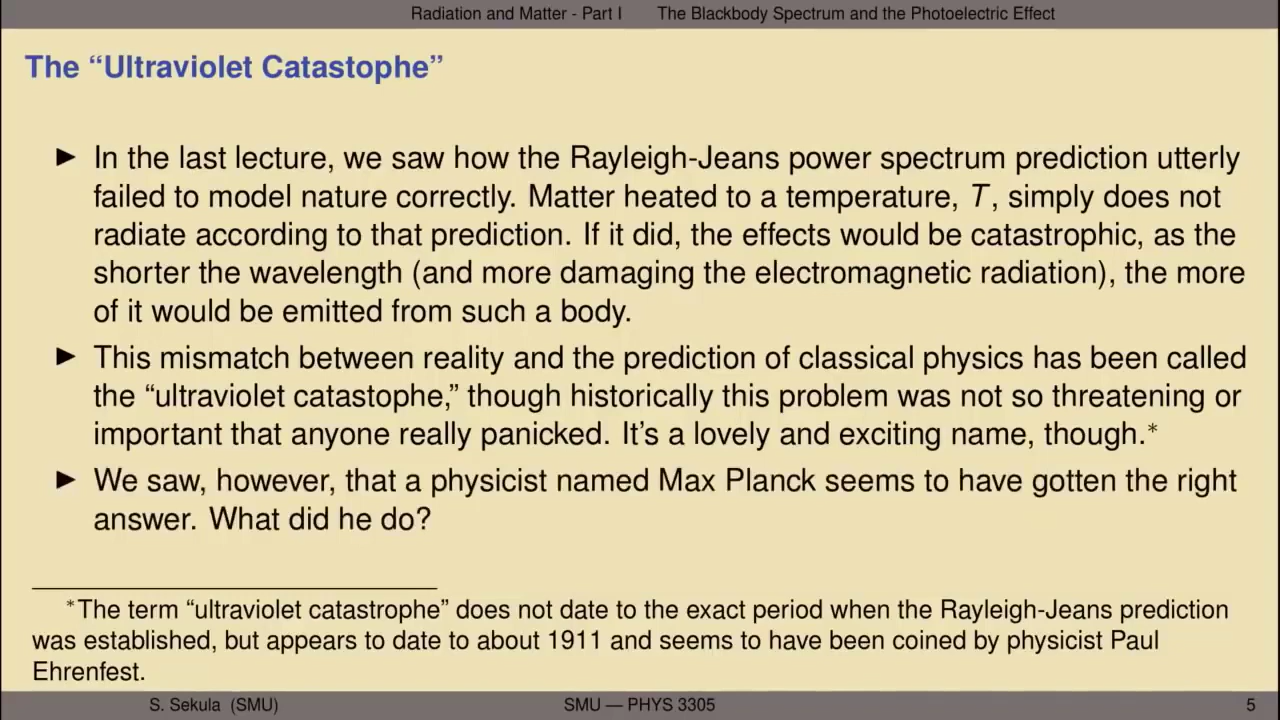 Radiation and Matter - Part I The Blackbody Spectrum and the Photoelectric Effect
The “Ultraviolet Catastophe”
► In the last lecture, we saw how the Rayleigh-Jeans power spectrum prediction utterly
failed to model nature correctly. Matter heated to a temperature, T, simply does not
radiate according to that prediction. If it did, the effects would be catastrophic, as the
shorter the wavelength (and more damaging the electromagnetic radiation), the more
of it would be emitted from such a body.
► This mismatch between reality and the prediction of classical physics has been called
the “ultraviolet catastophe,” though historically this problem was not so threatening or
important that anyone really panicked. It’s a lovely and exciting name, though.*
► We saw, however, that a physicist named Max Planck seems to have gotten the right
answer. What did he do?
*The term “ultraviolet catastrophe” does not date to the exact period when the Rayleigh-Jeans prediction
was established, but appears to date to about 1911 and seems to have been coined by physicist Paul
Ehrenfest.
S. Sekula (SMU) SMU — PHYS 3305 5